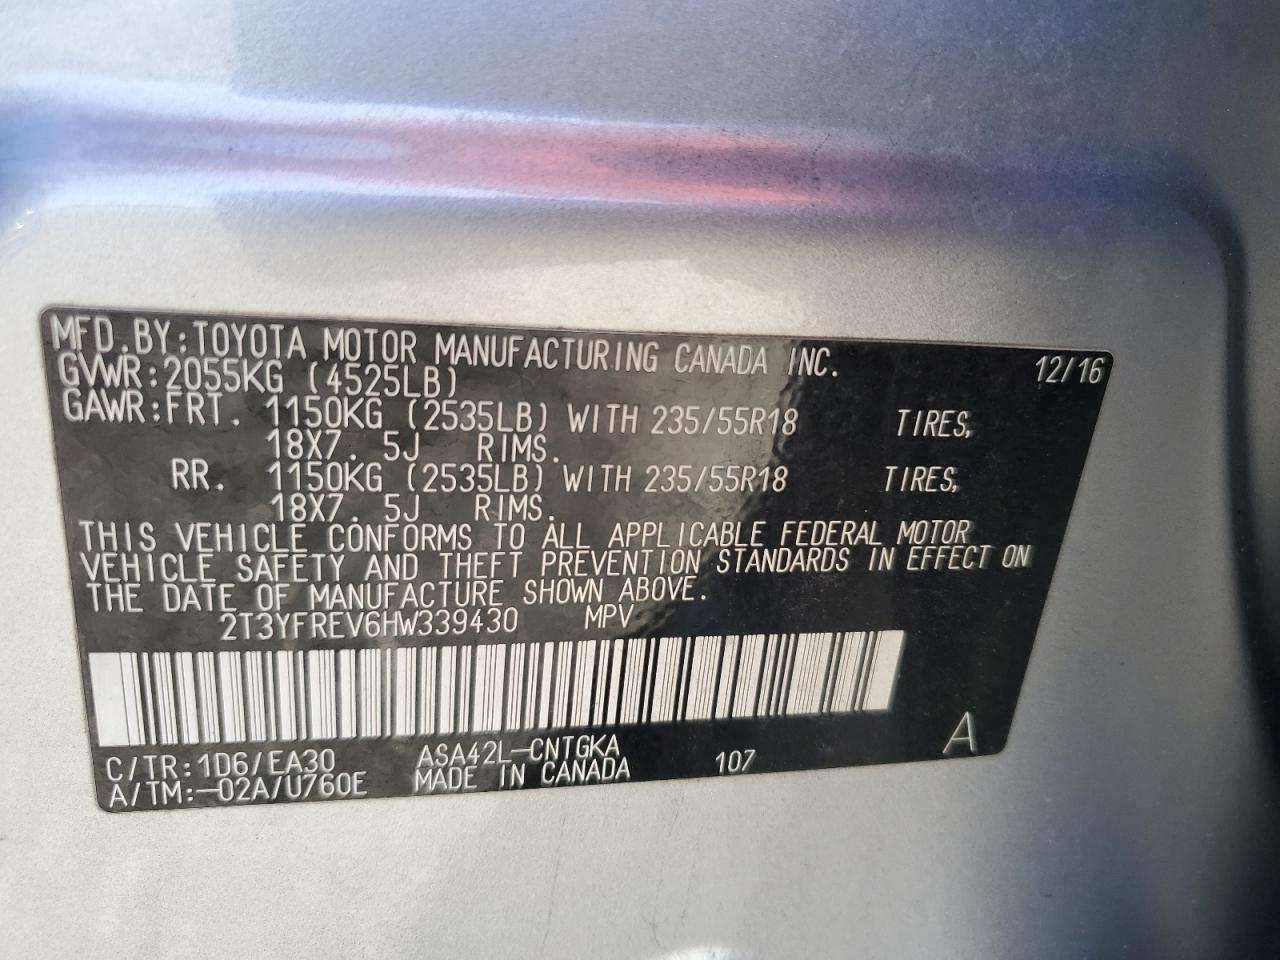 MFD.BY:TOYOTA MOTOR MANUFACTURING CANADA INC. 12/16
GVWR:2055KG (4525LB)
GAWR:FRT. 1150KG (2535LB) WITH 235/55R18 TIRES,
18X7. 5J RIMS.
RR. 1150KG (2535LB) WITH 235/55R18 TIRES,
18X7. 5J RIMS.
THIS VEHICLE CONFORMS TO ALL APPLICABLE FEDERAL MOTOR
VEHICLE SAFETY AND THEFT PREVENTION STANDARDS IN EFFECT ON
THE DATE OF MANUFACTURE SHOWN ABOVE.
2T3YFREV6HW339430 MPV
C/TR:1D6/EA30 ASA42L-CNTGKA 107 A
A/TM:-02A/U760E MADE IN CANADA